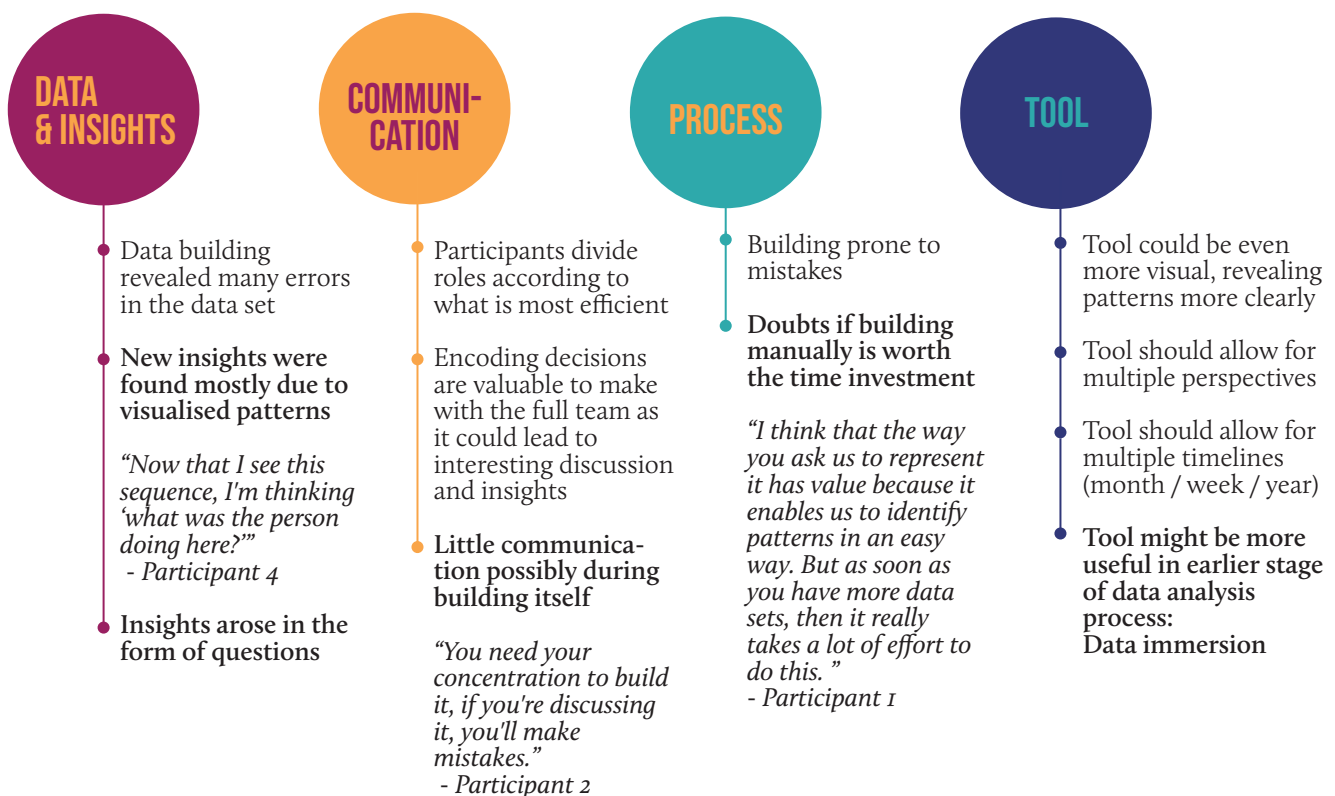 DATA
& INSIGHTS
Data building
revealed many errors
in the data set
New insights were
found mostly due to
visualised patterns
“Now that I see this
sequence, I'm thinking
‘what was the person
doing here?’”
- Participant 4
Insights arose in the
form of questions
COMMUNI-
CATION
Participants divide
roles according to
what is most efficient
Encoding decisions
are valuable to make
with the full team as
it could lead to
interesting discussion
and insights
Little communica-
tion possibly during
building itself
“You need your
concentration to build
it, if you're discussing
it, you'll make
mistakes.”
- Participant 2
PROCESS
Building prone to
mistakes
Doubts if building
manually is worth
the time investment
“I think that the way
you ask us to represent
it has value because it
enables us to identify
patterns in an easy
way. But as soon as
you have more data
sets, then it really
takes a lot of effort to
do this. ”
- Participant 1
TOOL
Tool could be even
more visual, revealing
patterns more clearly
Tool should allow for
multiple perspectives
Tool should allow for
multiple timelines
(month / week / year)
Tool might be more
useful in earlier stage
of data analysis
process:
Data immersion